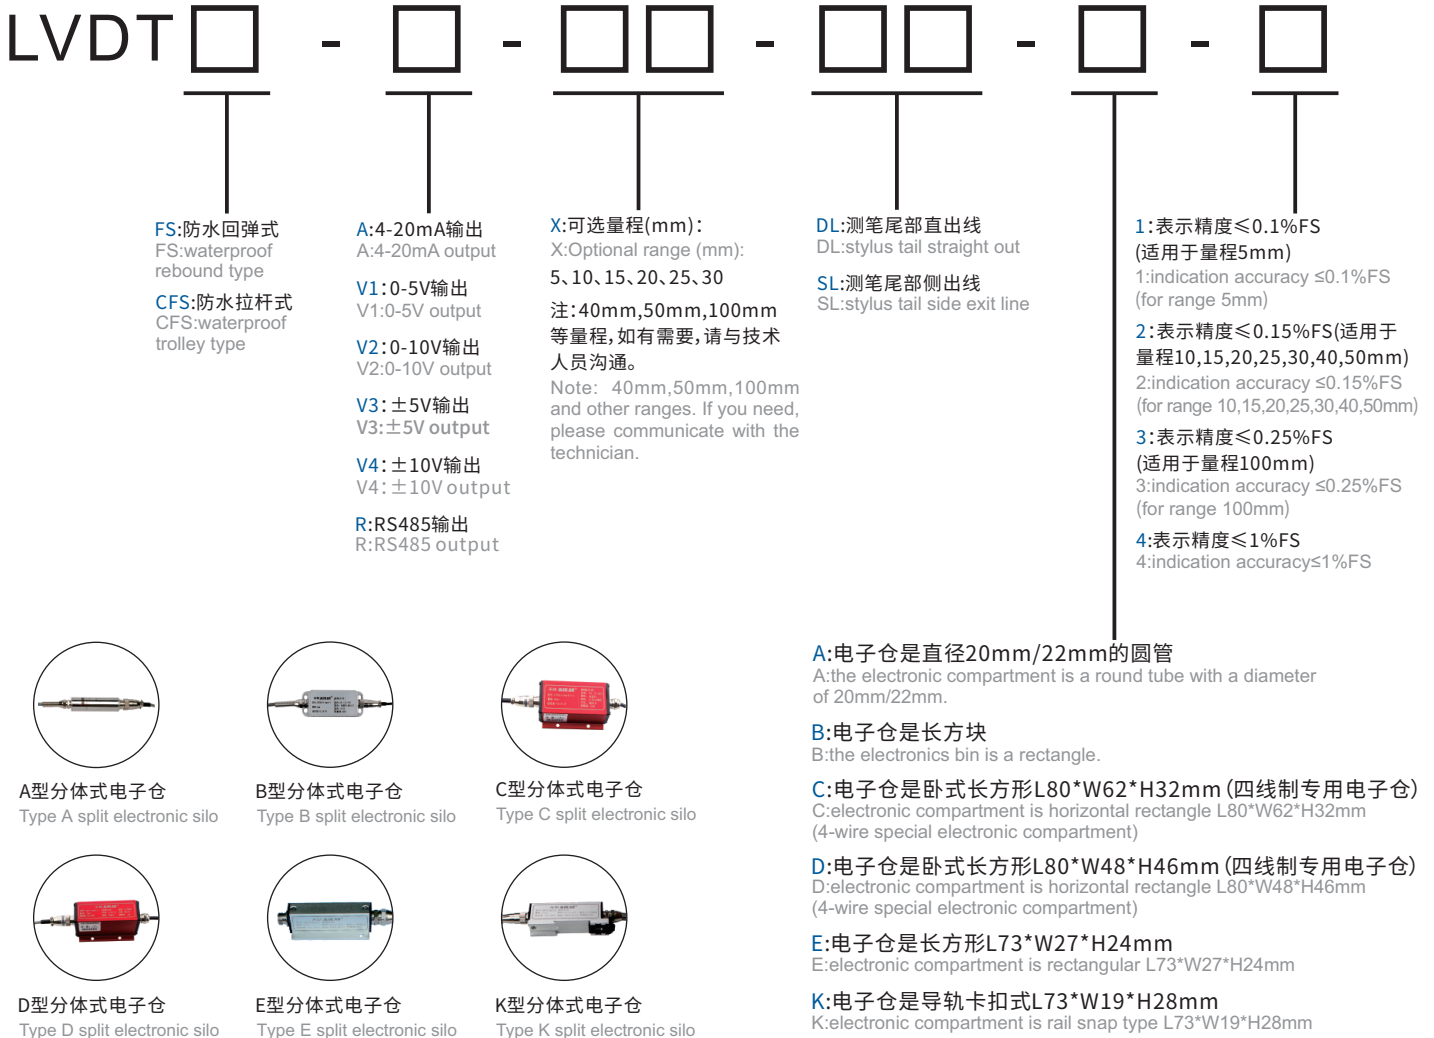 LVDT□ - □ - □□ - □□ - □ - □
FS:防水回弹式
FS:waterproof
rebound type
CFS:防水拉杆式
CFS:waterproof
trolley type
A:4-20mA输出
A:4-20mA output
V1:0-5V输出
V1:0-5V output
V2:0-10V输出
V2:0-10V output
V3:±5V输出
V3:±5V output
V4:±10V输出
V4:±10V output
R:RS485输出
R:RS485 output
X:可选量程(mm):
X:Optional range (mm):
5、10、15、20、25、30
注:40mm,50mm,100mm
等量程,如有需要,请与技术
人员沟通。
Note: 40mm,50mm,100mm
and other ranges. If you need,
please communicate with the
technician.
DL:测笔尾部直出线
DL:stylus tail straight out
SL:测笔尾部侧出线
SL:stylus tail side exit line
1:表示精度≤0.1%FS
(适用于量程5mm)
1:indication accuracy ≤0.1%FS
(for range 5mm)
2:表示精度≤0.15%FS(适用于
量程10,15,20,25,30,40,50mm)
2:indication accuracy ≤0.15%FS
(for range 10,15,20,25,30,40,50mm)
3:表示精度≤0.25%FS
(适用于量程100mm)
3:indication accuracy ≤0.25%FS
(for range 100mm)
4:表示精度≤1%FS
4:indication accuracy≤1%FS
A:电子仓是直径20mm/22mm的圆管
A:the electronic compartment is a round tube with a diameter
of 20mm/22mm.
B:电子仓是长方块
B:the electronics bin is a rectangle.
C:电子仓是卧式长方形L80*W62*H32mm(四线制专用电子仓)
C:electronic compartment is horizontal rectangle L80*W62*H32mm
(4-wire special electronic compartment)
D:电子仓是卧式长方形L80*W48*H46mm(四线制专用电子仓)
D:electronic compartment is horizontal rectangle L80*W48*H46mm
(4-wire special electronic compartment)
E:电子仓是长方形L73*W27*H24mm
E:electronic compartment is rectangular L73*W27*H24mm
K:电子仓是导轨卡扣式L73*W19*H28mm
K:electronic compartment is rail snap type L73*W19*H28mm
A型分体式电子仓
Type A split electronic silo
B型分体式电子仓
Type B split electronic silo
C型分体式电子仓
Type C split electronic silo
D型分体式电子仓
Type D split electronic silo
E型分体式电子仓
Type E split electronic silo
K型分体式电子仓
Type K split electronic silo